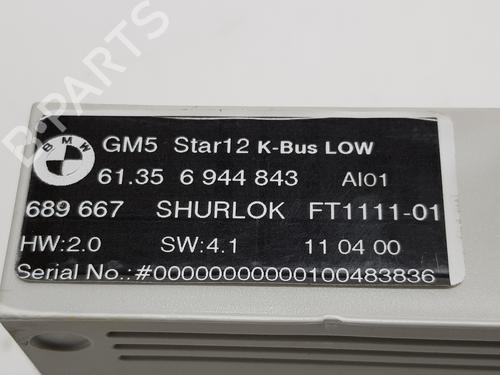 B-PARTS
BMW
GM5 Star12 K-Bus LOW
61.35 6 944 843 AI01
689 667 SHURLOK FT1111-01
HW:2.0 SW:4.1 11 04 00
Serial No.:#00000000000100483836